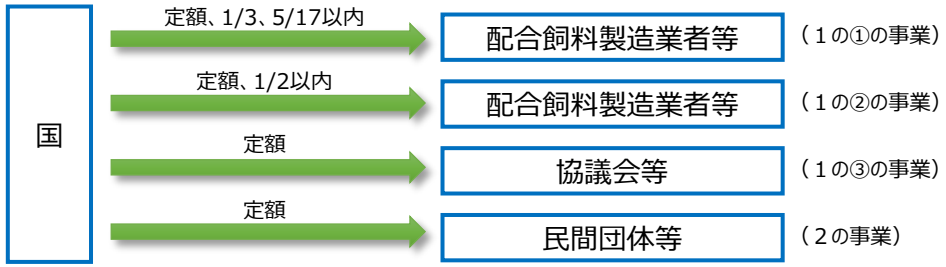 国
定額、1/3、5/17以内
配合飼料製造業者等
（１の①の事業）
定額、1/2以内
配合飼料製造業者等
（１の②の事業）
定額
協議会等
（１の③の事業）
定額
民間団体等
（２の事業）